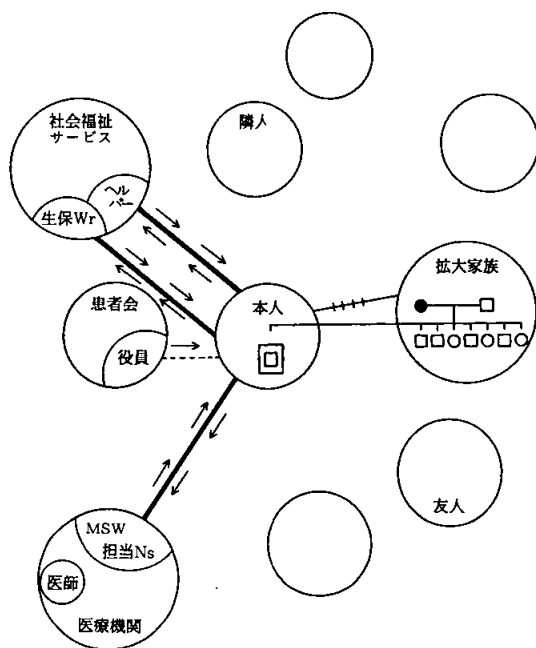 社会福祉
サービス
ヘルパー
生保Wr
隣人
拡大家族
患者会
役員
本人
MSW
担当Ns
医師
医療機関
友人